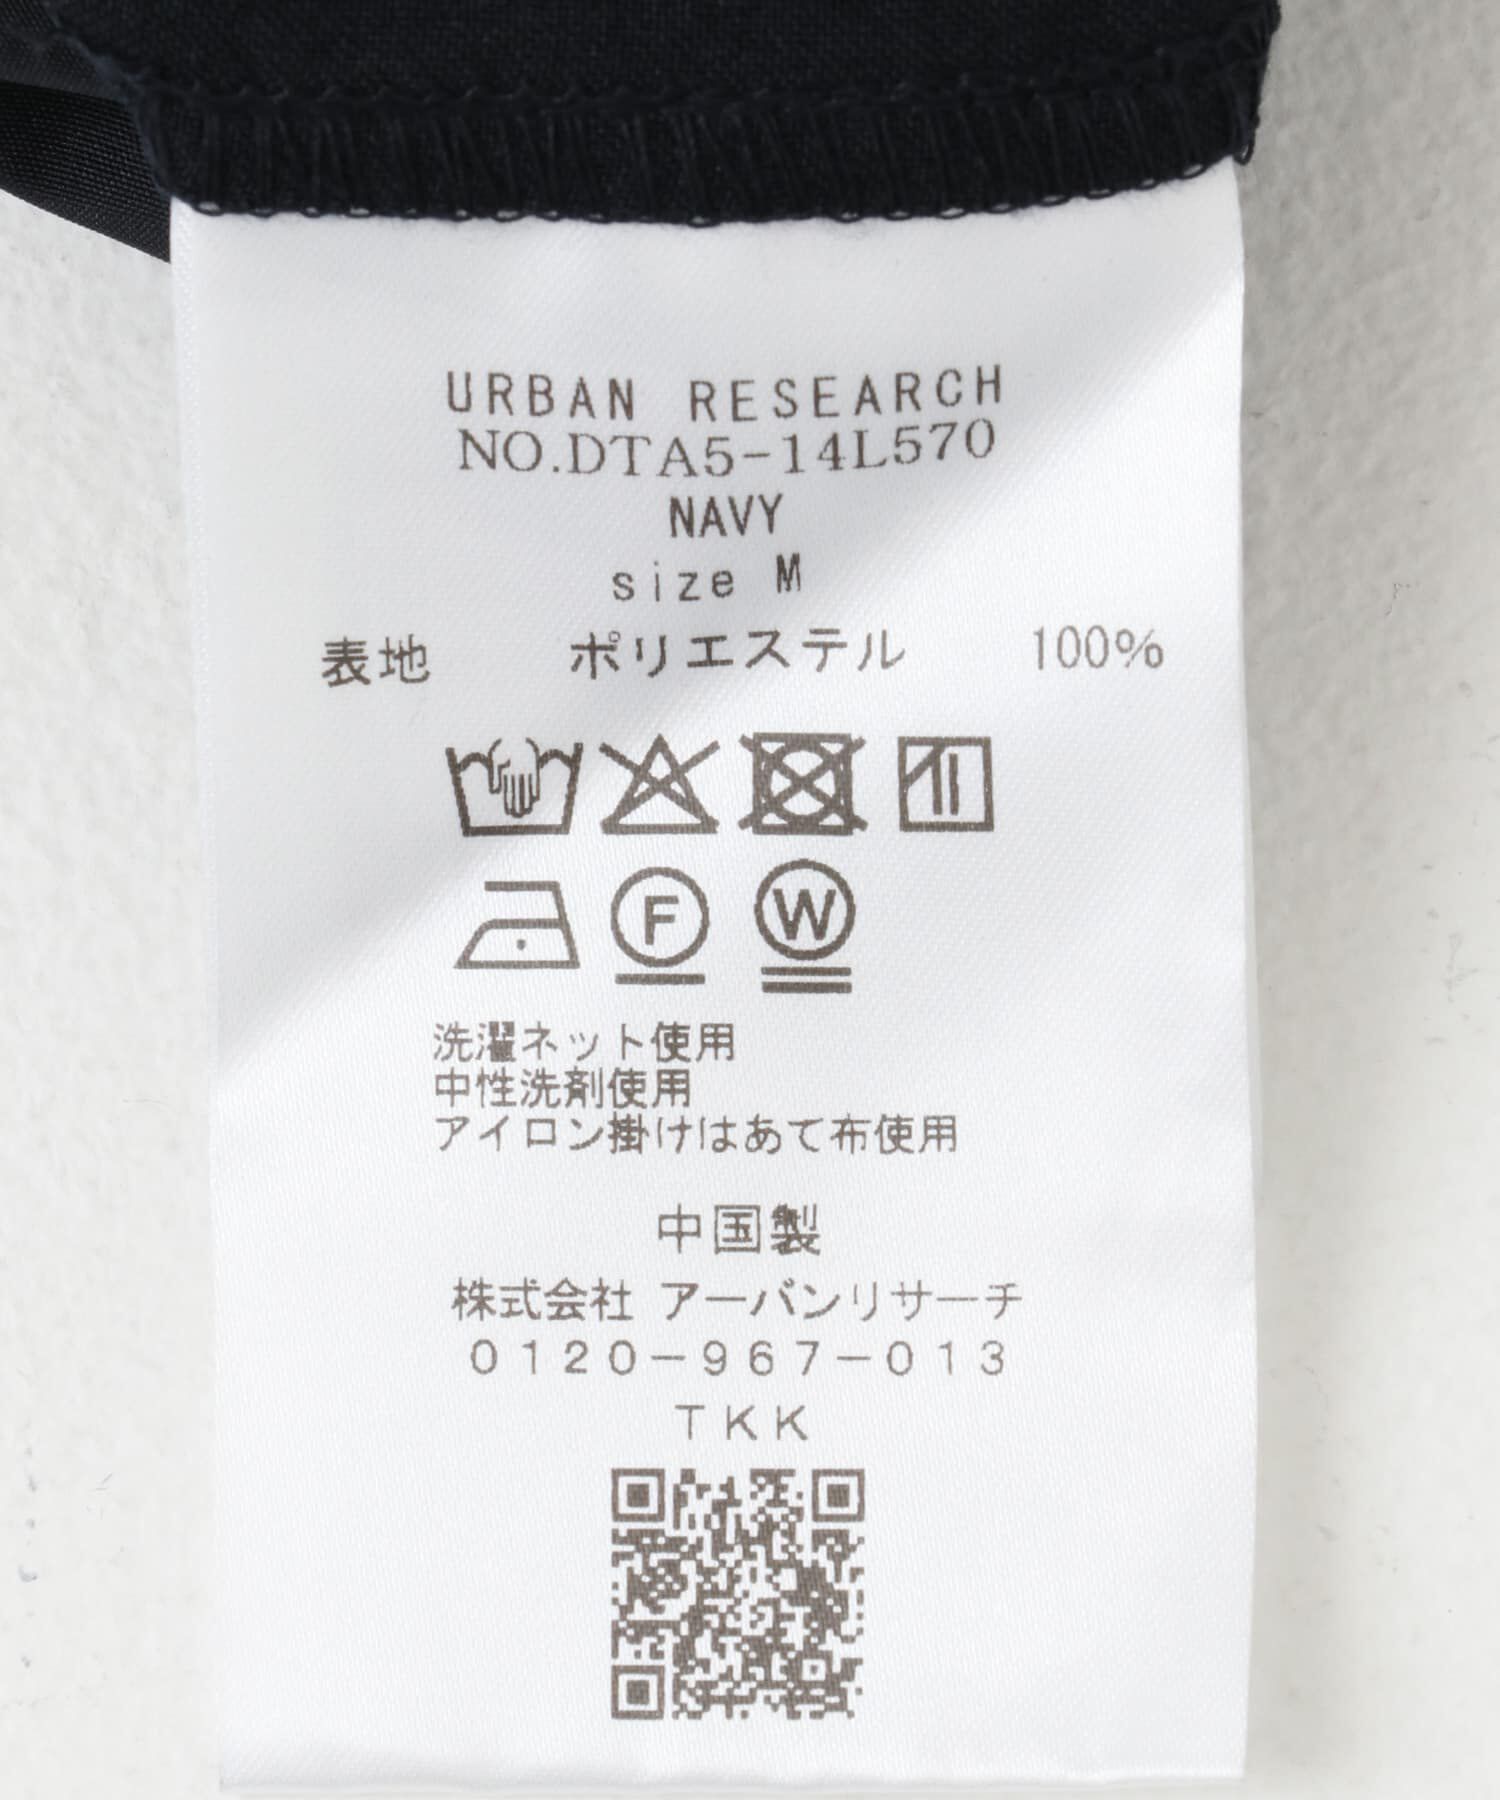 URBAN RESEARCH
NO.DTA5-14L570
NAVY
size M
表地 ポリエステル 100%
F W
洗濯ネット使用
中性洗剤使用
アイロン掛けはあて布使用
中国製
株式会社 アーバンリサーチ
0120-967-013
TKK